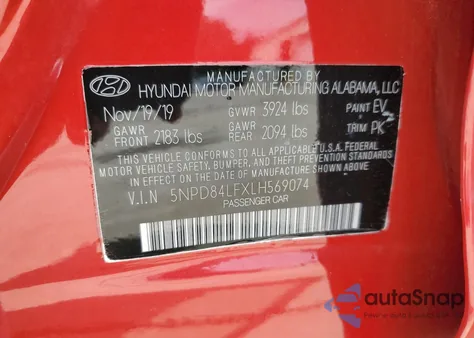 MANUFACTURED BY
HYUNDAI MOTOR MANUFACTURING ALABAMA, LLC
Nov/19/19 GVWR 3924 lbs PAINT EV
GAWR FRONT 2183 lbs GAWR REAR 2094 lbs TRIM PK
THIS VEHICLE CONFORMS TO ALL APPLICABLE U.S.A. FEDERAL
MOTOR VEHICLE SAFETY, BUMPER, AND THEFT PREVENTION STANDARDS
IN EFFECT ON THE DATE OF MANUFACTURE SHOWN ABOVE.
V.I.N 5NPD84LFXLH569074
PASSENGER CAR
autaSnap